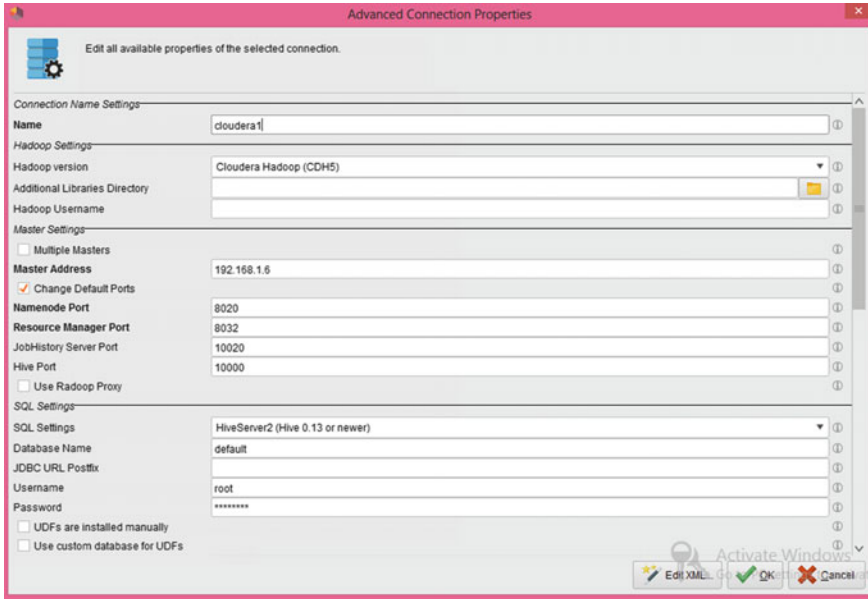 Advanced Connection Properties
Edit all available properties of the selected connection.
Connection Name Settings
Name cloudera1
Hadoop Settings
Hadoop version Cloudera Hadoop (CDH5)
Additional Libraries Directory
Hadoop Username
Master Settings
Multiple Masters
Master Address 192.168.1.6
Change Default Ports
Namenode Port 8020
Resource Manager Port 8032
JobHistory Server Port 10020
Hive Port 10000
Use Radoop Proxy
SQL Settings
SQL Settings HiveServer2 (Hive 0.13 or newer)
Database Name default
JDBC URL Postfix
Username root
Password ********
UDFs are installed manually
Use custom database for UDFs
Activate Windows
Edit XML... OK Cancel